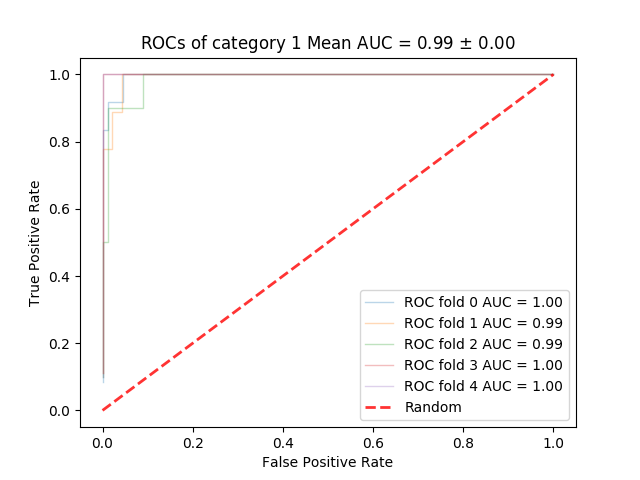 ROCs of category 1 Mean AUC = 0.99 ± 0.00
True Positive Rate
1.0
0.8
0.6
0.4
0.2
0.0
ROC fold 0 AUC = 1.00
ROC fold 1 AUC = 0.99
ROC fold 2 AUC = 0.99
ROC fold 3 AUC = 1.00
ROC fold 4 AUC = 1.00
Random
0.0 0.2 0.4 0.6 0.8 1.0
False Positive Rate